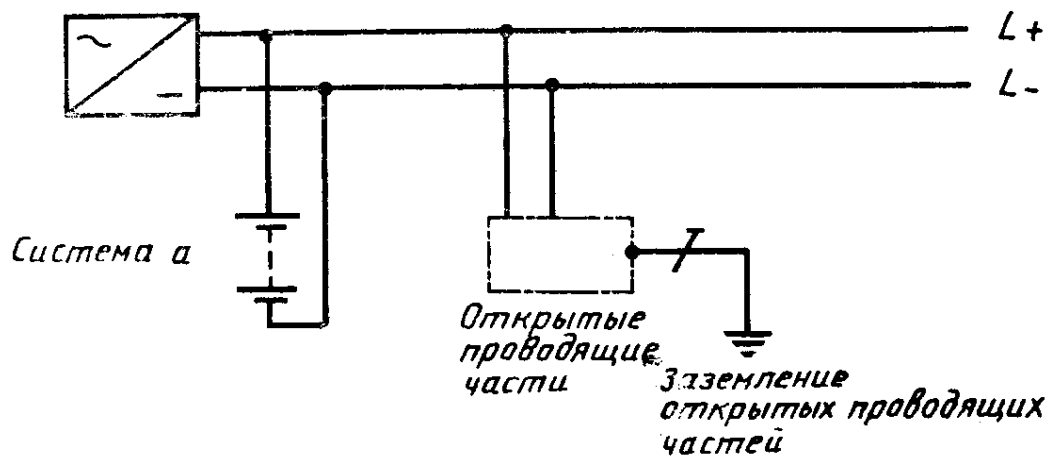 L+
L-
Система a
Открытые
проводящие
части
Заземление
открытых проводящих
частей